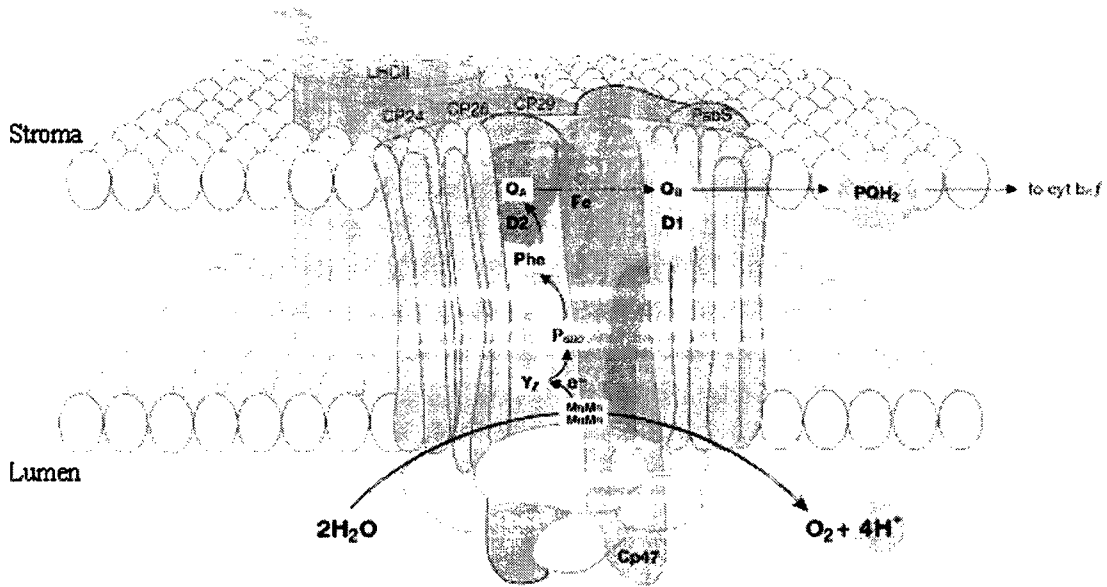 LHCII
CP24 CP26 CP29 PsbS
Stroma
QA Fe QB PQH₂ to cyt b₆f
D2 D1
Phe
P₆₈₀
Yz e⁻
MnMn
MnMn
Lumen
2H₂O O₂ + 4H⁺
Cp47